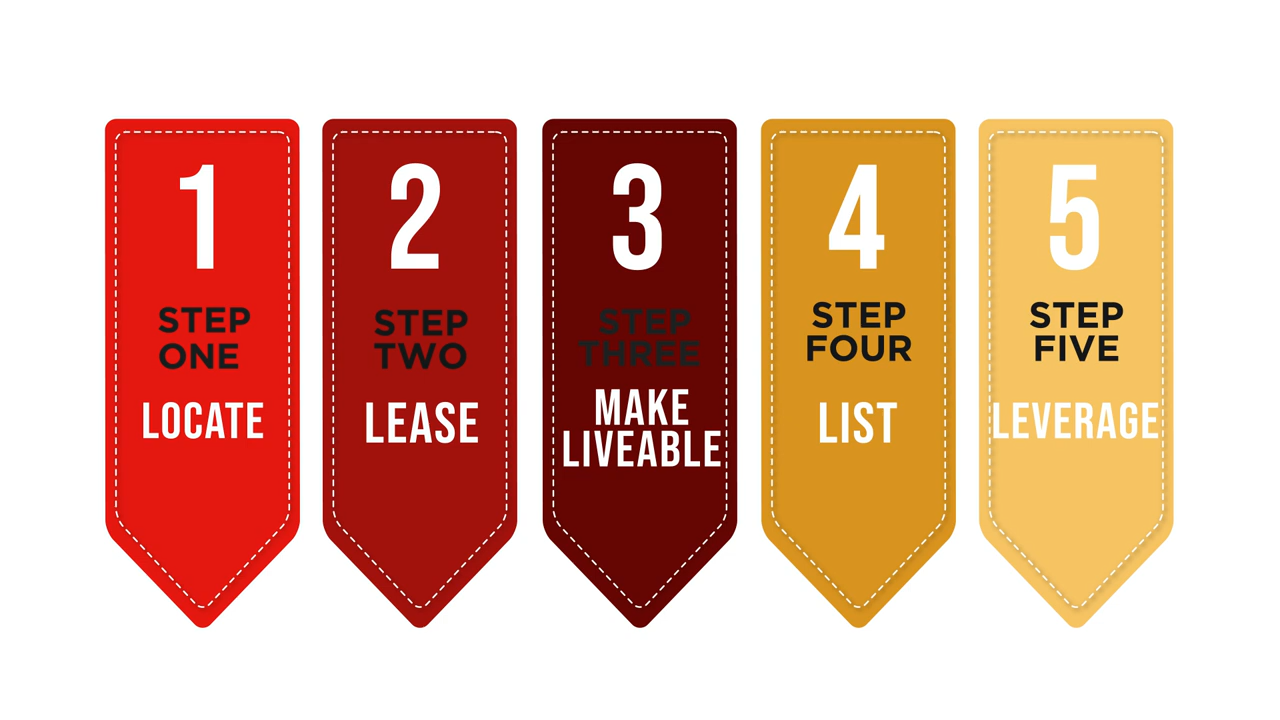 1
STEP
ONE
LOCATE
2
STEP
TWO
LEASE
3
STEP
THREE
MAKE
LIVEABLE
4
STEP
FOUR
LIST
5
STEP
FIVE
LEVERAGE